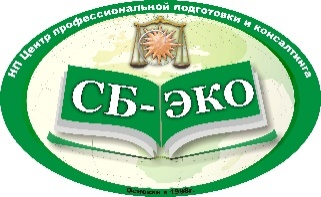 НП Центр профессиональной подготовки и консалтинга
СБ-ЭКО
Основан в 1998г.